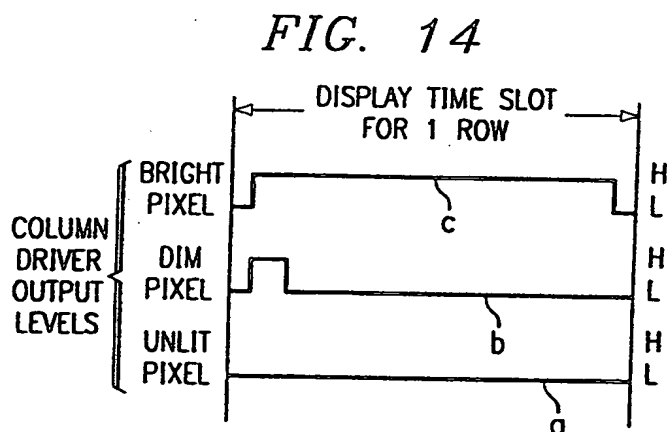 FIG. 14
DISPLAY TIME SLOT
FOR 1 ROW
COLUMN
DRIVER
OUTPUT
LEVELS
BRIGHT
PIXEL
c
H
L
DIM
PIXEL
b
H
L
UNLIT
PIXEL
a
H
L